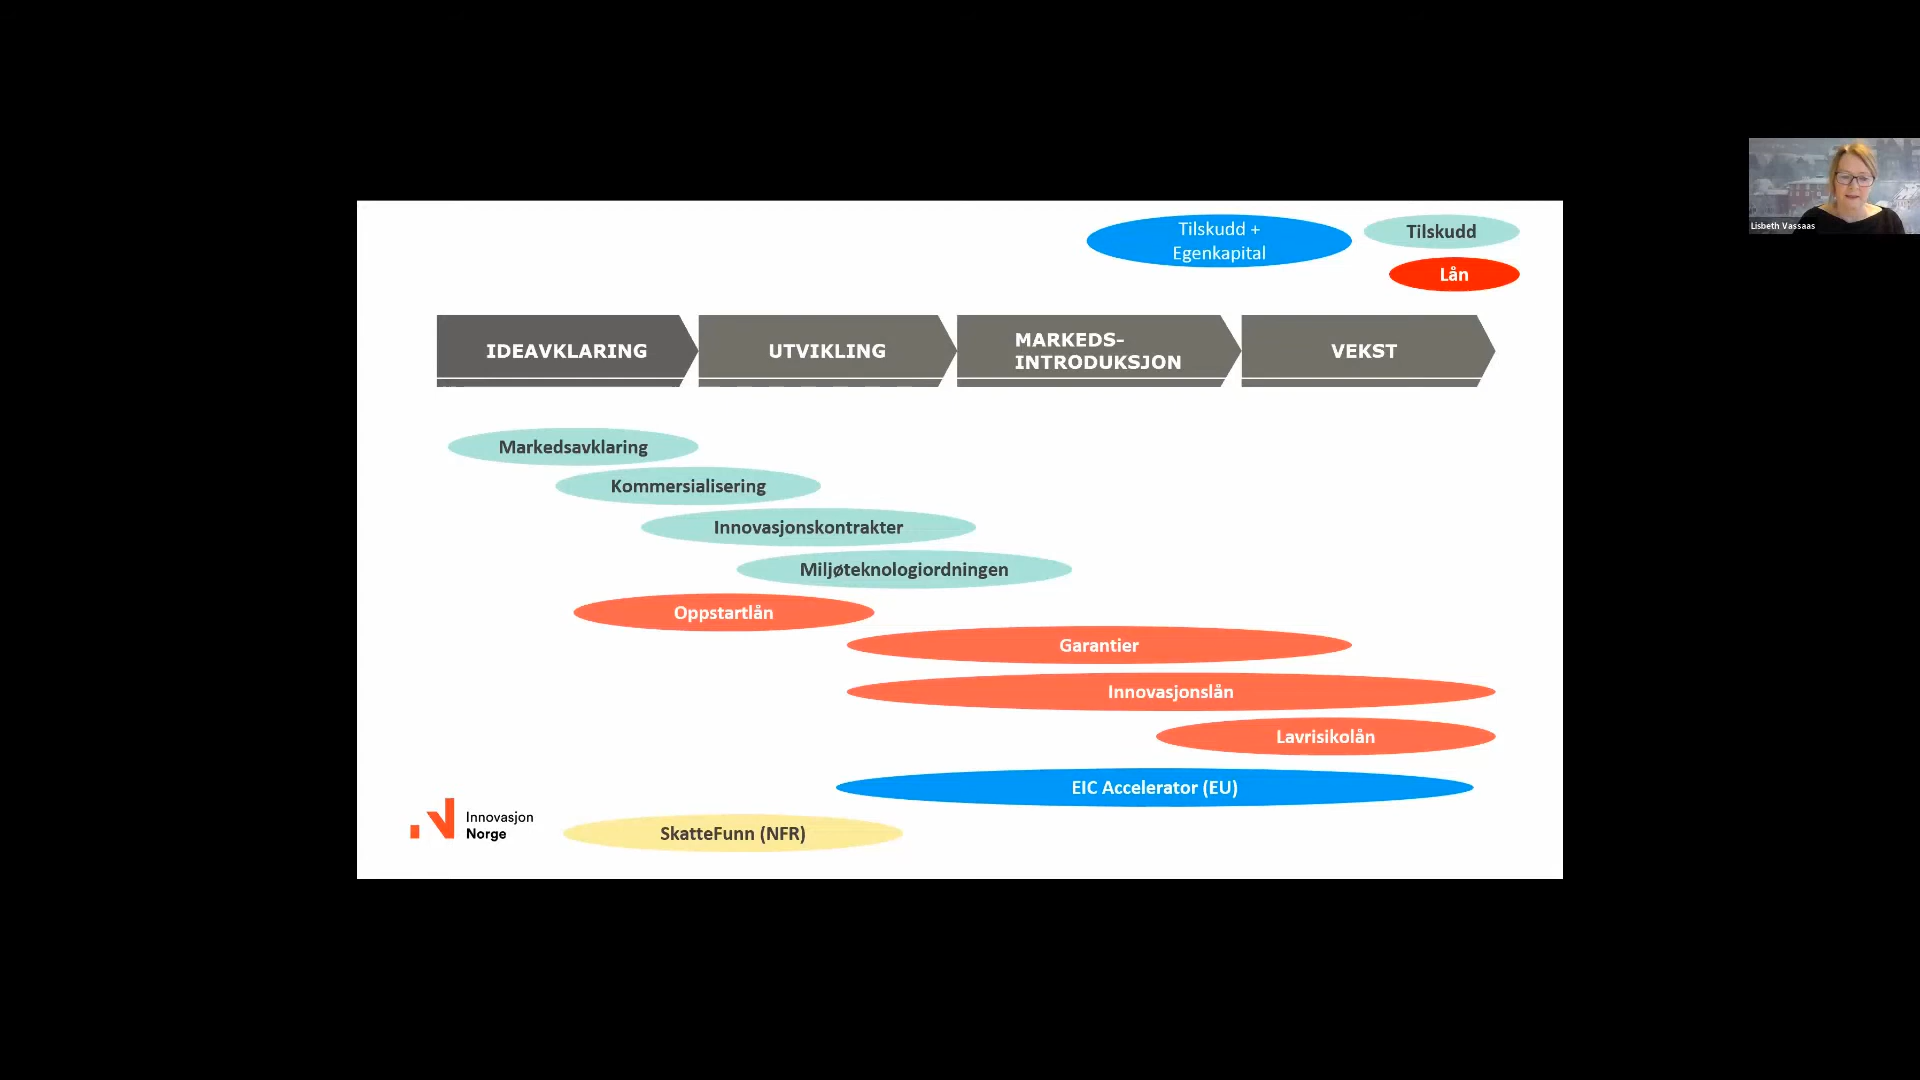 Tilskudd +
Egenkapital
Tilskudd
Lån
IDEAVKLARING
UTVIKLING
MARKEDS-
INTRODUKSJON
VEKST
Markedsavklaring
Kommersialisering
Innovasjonskontrakter
Miljøteknologiordningen
Oppstartlån
Garantier
Innovasjonslån
Lavrisikolån
EIC Accelerator (EU)
SkatteFunn (NFR)
Innovasjon
Norge
Lisbeth Vassaas